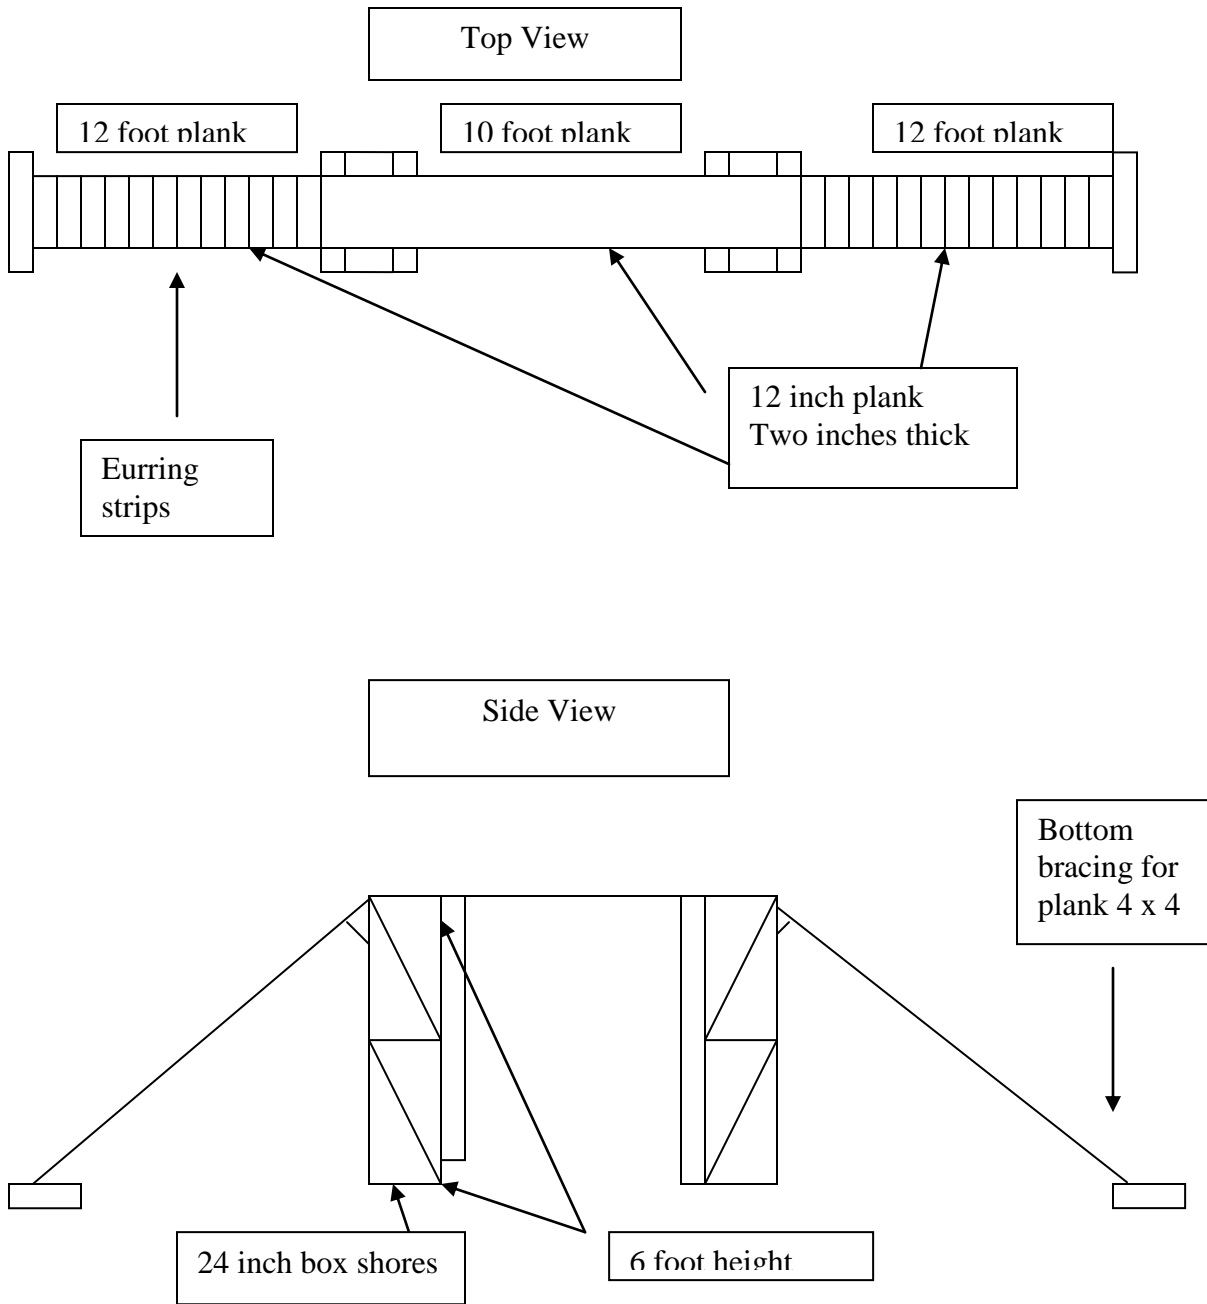 Top View
12 foot plank
10 foot plank
12 foot plank
12 inch plank
Two inches thick
Eurring
strips
Side View
Bottom
bracing for
plank 4 x 4
24 inch box shores
6 foot height